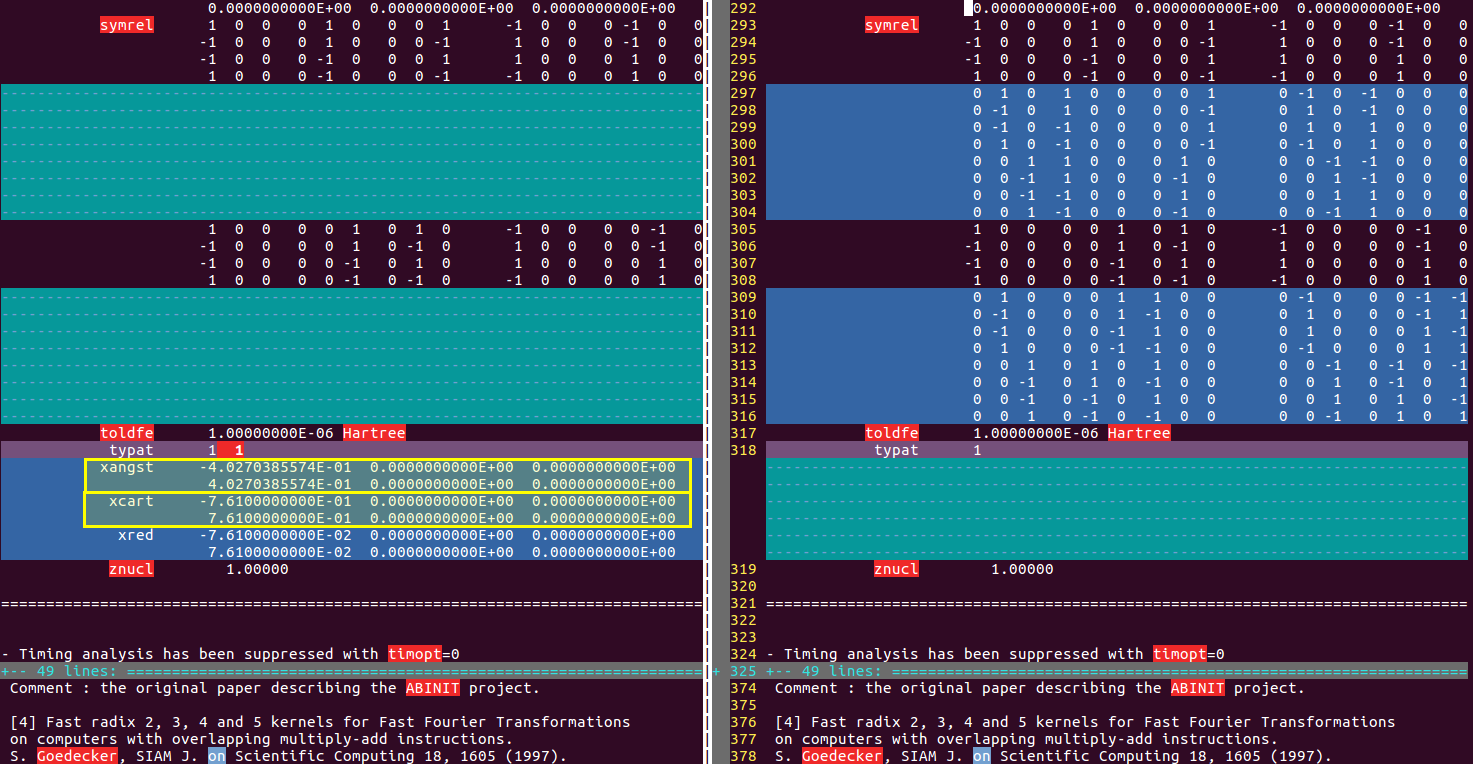 0.0000000000E+00 0.0000000000E+00 0.0000000000E+00
symrel 1 0 0 0 1 0 0 0 1 -1 0 0 0 -1 0 0
-1 0 0 0 1 0 0 0 -1 1 0 0 0 -1 0 0
-1 0 0 0 -1 0 0 0 1 1 0 0 0 1 0 0
1 0 0 0 -1 0 0 0 -1 -1 0 0 0 1 0 0
1 0 0 0 0 1 0 1 0 -1 0 0 0 0 -1 0
-1 0 0 0 0 1 0 -1 0 1 0 0 0 0 -1 0
-1 0 0 0 0 -1 0 1 0 1 0 0 0 0 1 0
1 0 0 0 0 -1 0 -1 0 -1 0 0 0 0 1 0
toldfe 1.00000000E-06 Hartree
typat 1 1
xangst -4.0270385574E-01 0.0000000000E+00 0.0000000000E+00
4.0270385574E-01 0.0000000000E+00 0.0000000000E+00
xcart -7.6100000000E-01 0.0000000000E+00 0.0000000000E+00
7.6100000000E-01 0.0000000000E+00 0.0000000000E+00
xred -7.6100000000E-02 0.0000000000E+00 0.0000000000E+00
7.6100000000E-02 0.0000000000E+00 0.0000000000E+00
znucl 1.00000
================================================================================
- Timing analysis has been suppressed with timopt=0
+-- 49 lines: ================================================================
Comment : the original paper describing the ABINIT project.
[4] Fast radix 2, 3, 4 and 5 kernels for Fast Fourier Transformations
on computers with overlapping multiply-add instructions.
S. Goedecker, SIAM J. on Scientific Computing 18, 1605 (1997).
292 0.0000000000E+00 0.0000000000E+00 0.0000000000E+00
293 symrel 1 0 0 0 1 0 0 0 1 -1 0 0 0 -1 0 0
294 -1 0 0 0 1 0 0 0 -1 1 0 0 0 -1 0 0
295 -1 0 0 0 -1 0 0 0 1 1 0 0 0 1 0 0
296 1 0 0 0 -1 0 0 0 -1 -1 0 0 0 1 0 0
297 0 1 0 1 0 0 0 0 1 0 -1 0 -1 0 0 0
298 0 -1 0 1 0 0 0 0 -1 0 1 0 -1 0 0 0
299 0 -1 0 -1 0 0 0 0 1 0 1 0 1 0 0 0
300 0 1 0 -1 0 0 0 0 -1 0 -1 0 1 0 0 0
301 0 0 1 1 0 0 0 1 0 0 0 -1 -1 0 0 0
302 0 0 -1 1 0 0 0 -1 0 0 0 1 -1 0 0 0
303 0 0 -1 -1 0 0 0 1 0 0 0 1 1 0 0 0
304 0 0 1 -1 0 0 0 -1 0 0 0 -1 1 0 0 0
305 1 0 0 0 0 1 0 1 0 -1 0 0 0 0 -1 0
306 -1 0 0 0 0 1 0 -1 0 1 0 0 0 0 -1 0
307 -1 0 0 0 0 -1 0 1 0 1 0 0 0 0 1 0
308 1 0 0 0 0 -1 0 -1 0 -1 0 0 0 0 1 0
309 0 1 0 0 0 1 1 0 0 0 -1 0 0 0 -1 -1
310 0 -1 0 0 0 1 -1 0 0 0 1 0 0 0 -1 1
311 0 -1 0 0 0 -1 1 0 0 0 1 0 0 0 1 -1
312 0 1 0 0 0 -1 -1 0 0 0 -1 0 0 0 1 1
313 0 0 1 0 1 0 1 0 0 0 0 -1 0 -1 0 -1
314 0 0 -1 0 1 0 -1 0 0 0 0 1 0 -1 0 1
315 0 0 -1 0 -1 0 1 0 0 0 0 1 0 1 0 -1
316 0 0 1 0 -1 0 -1 0 0 0 0 -1 0 1 0 1
317 toldfe 1.00000000E-06 Hartree
318 typat 1
319 znucl 1.00000
320
321 ================================================================================
322
323
324 - Timing analysis has been suppressed with timopt=0
+ 325 +-- 49 lines: ================================================================
374 Comment : the original paper describing the ABINIT project.
375
376 [4] Fast radix 2, 3, 4 and 5 kernels for Fast Fourier Transformations
377 on computers with overlapping multiply-add instructions.
378 S. Goedecker, SIAM J. on Scientific Computing 18, 1605 (1997).